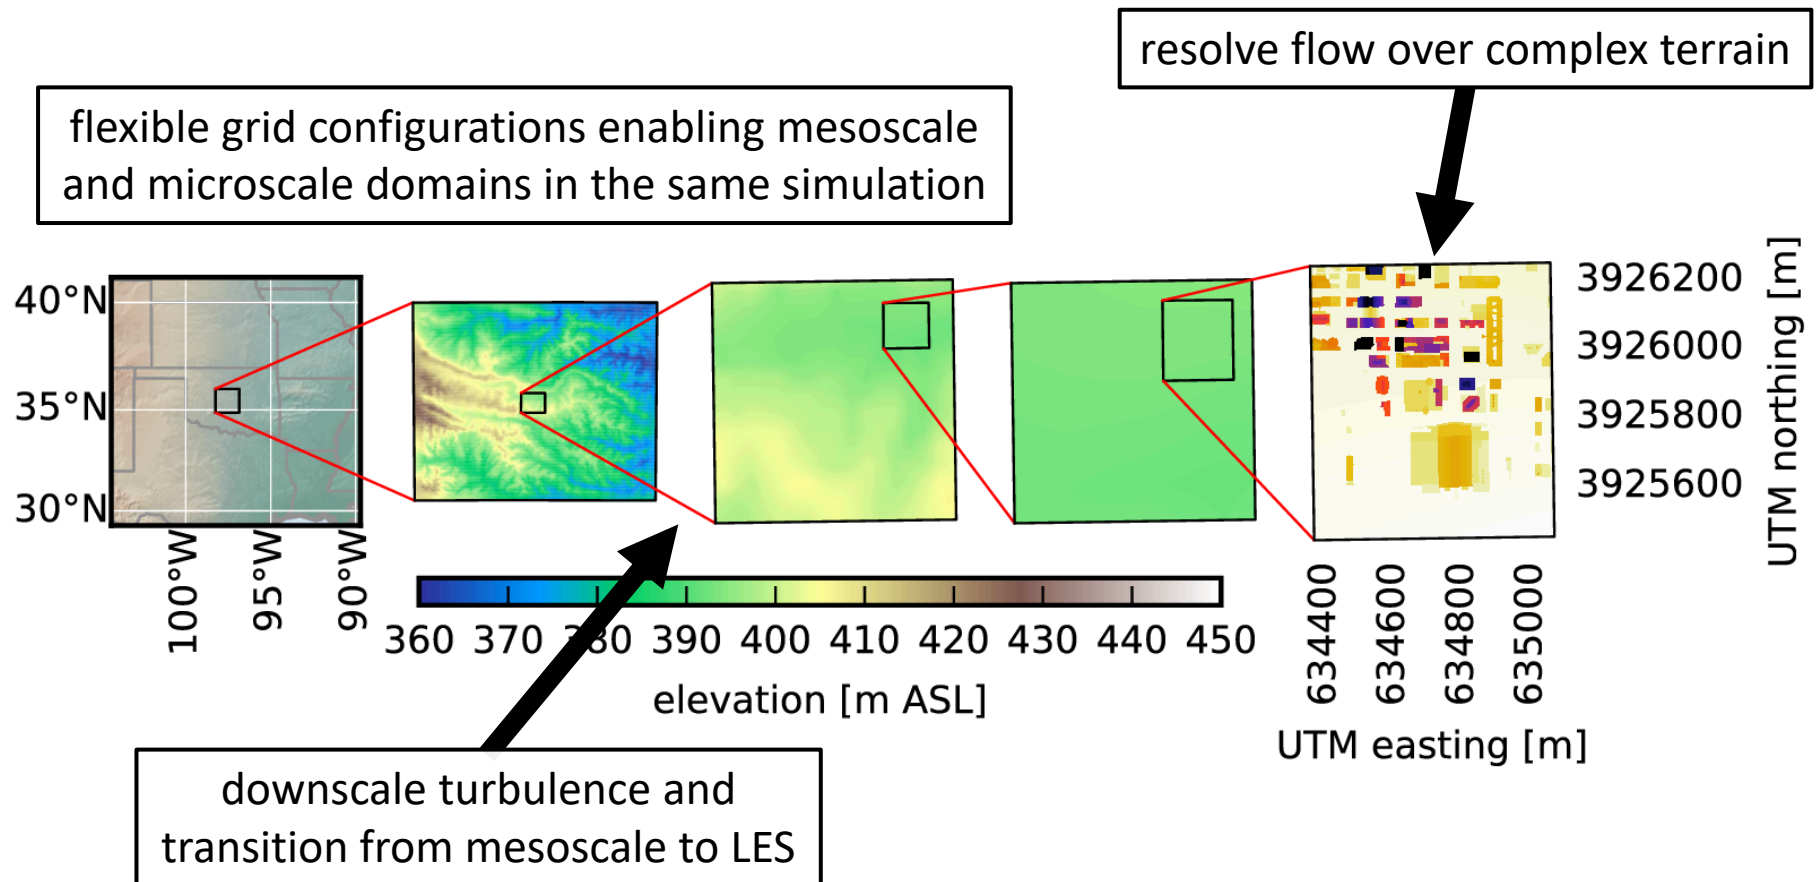 resolve flow over complex terrain
flexible grid configurations enabling mesoscale
and microscale domains in the same simulation
40°N
35°N
30°N
100°W
95°W
90°W
360 370 380 390 400 410 420 430 440 450
elevation [m ASL]
3926200
3926000
3925800
3925600
UTM northing [m]
634400
634600
634800
635000
UTM easting [m]
downscale turbulence and
transition from mesoscale to LES